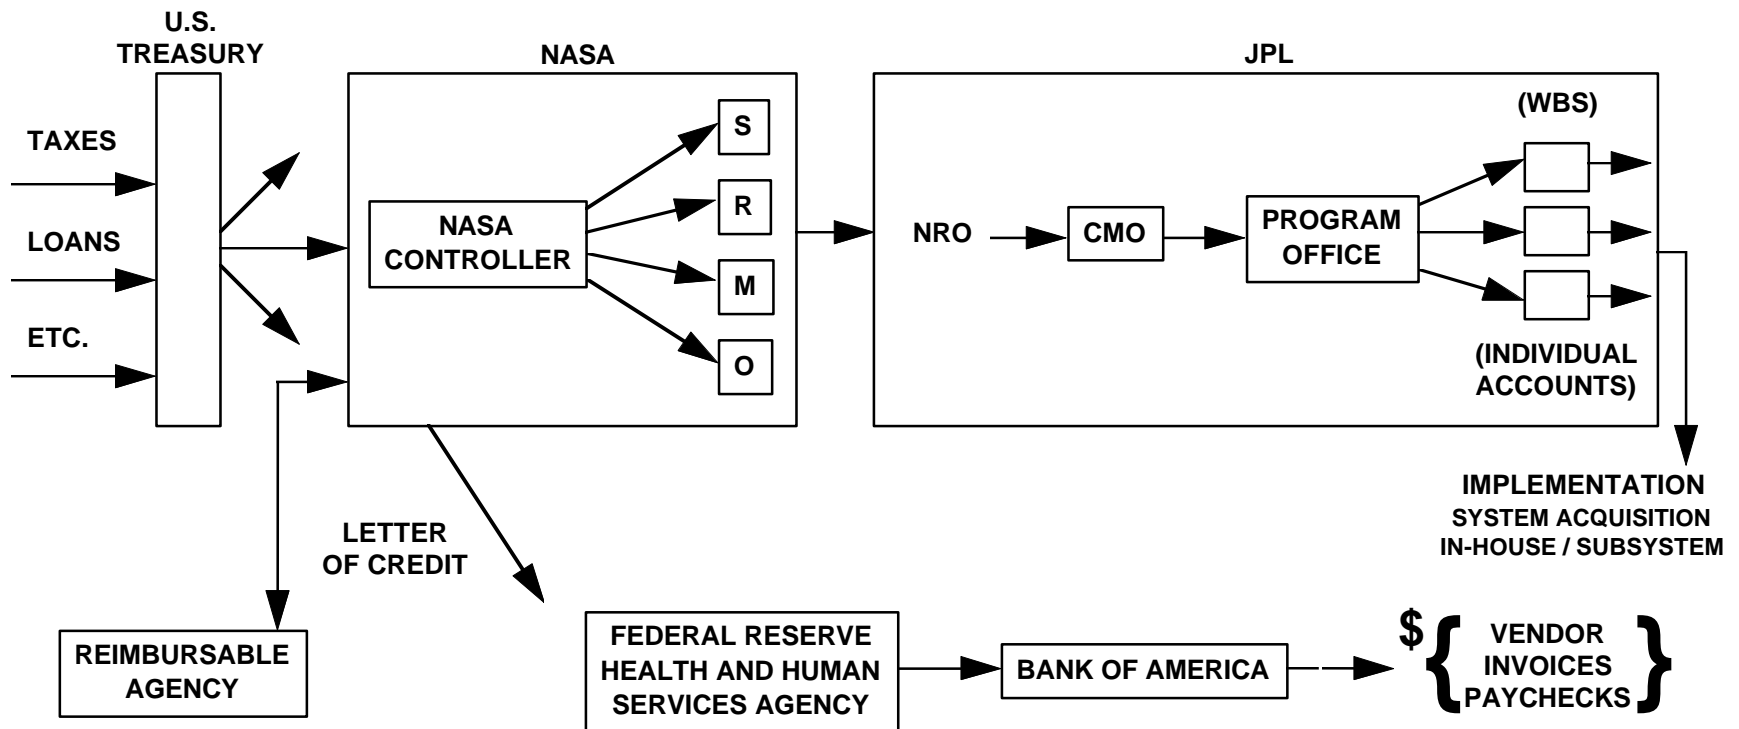 U.S.
TREASURY
NASA
JPL
TAXES
LOANS
ETC.
NASA
CONTROLLER
S
R
M
O
NRO
CMO
PROGRAM
OFFICE
(WBS)
(INDIVIDUAL
ACCOUNTS)
IMPLEMENTATION
SYSTEM ACQUISITION
IN-HOUSE / SUBSYSTEM
LETTER
OF CREDIT
REIMBURSABLE
AGENCY
FEDERAL RESERVE
HEALTH AND HUMAN
SERVICES AGENCY
BANK OF AMERICA
$ { VENDOR }
INVOICES
PAYCHECKS